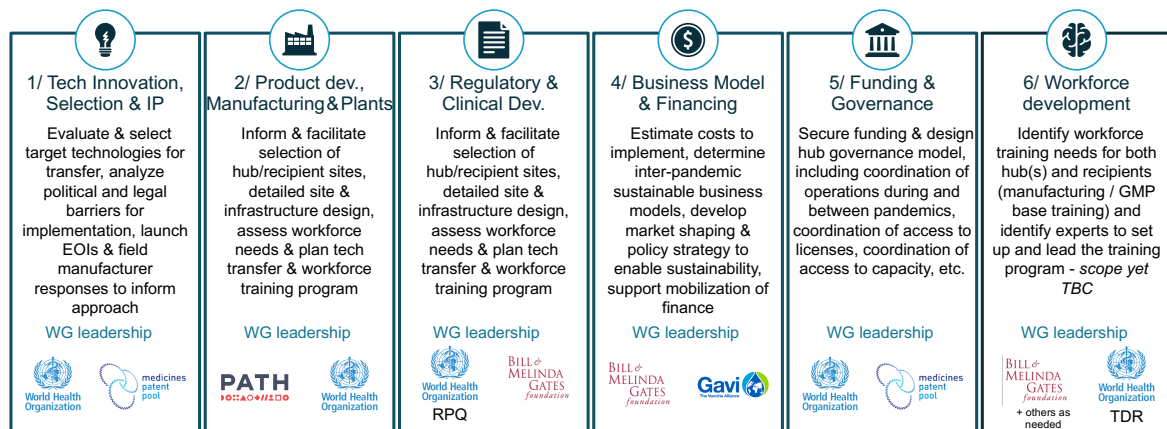 1/ Tech Innovation,
Selection & IP
Evaluate & select
target technologies for
transfer, analyze
political and legal
barriers for
implementation, launch
EOIs & field
manufacturer
responses to inform
approach
WG leadership
World Health
Organization
medicines
patent
pool
2/ Product dev.,
Manufacturing & Plants
Inform & facilitate
selection of
hub/recipient sites,
detailed site &
infrastructure design,
assess workforce
needs & plan tech
transfer & workforce
training program
WG leadership
PATH
World Health
Organization
3/ Regulatory &
Clinical Dev.
Inform & facilitate
selection of
hub/recipient sites,
detailed site &
infrastructure design,
assess workforce
needs & plan tech
transfer & workforce
training program
WG leadership
World Health
Organization
RPQ
BILL &
MELINDA
GATES
foundation
4/ Business Model
& Financing
Estimate costs to
implement, determine
inter-pandemic
sustainable business
models, develop
market shaping &
policy strategy to
enable sustainability,
support mobilization of
finance
WG leadership
BILL &
MELINDA
GATES
foundation
Gavi
The Vaccine Alliance
5/ Funding &
Governance
Secure funding & design
hub governance model,
including coordination of
operations during and
between pandemics,
coordination of access to
licenses, coordination of
access to capacity, etc.
WG leadership
World Health
Organization
medicines
patent
pool
6/ Workforce
development
Identify workforce
training needs for both
hub(s) and recipients
(manufacturing / GMP
base training) and
identify experts to set
up and lead the training
program - scope yet
TBC
WG leadership
BILL &
MELINDA
GATES
foundation
+ others as
needed
World Health
Organization
TDR